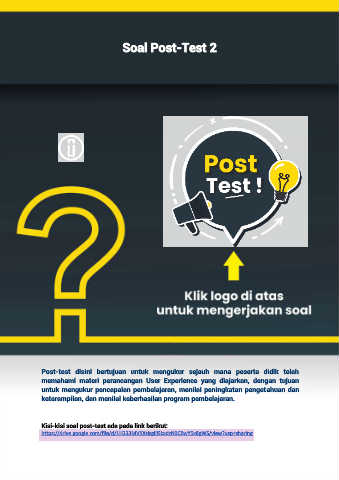 Soal Post-Test 2
Post
Test !
Klik logo di atas
untuk mengerjakan soal
Post-test disini bertujuan untuk mengukur sejauh mana peserta didik telah
memahami materi perancangan User Experience yang diajarkan, dengan tujuan
untuk mengukur pencapaian pembelajaran, menilai peningkatan pengetahuan dan
keterampilan, dan menilai keberhasilan program pembelajaran.
Kisi-kisi soal post-test ada pada link berikut: